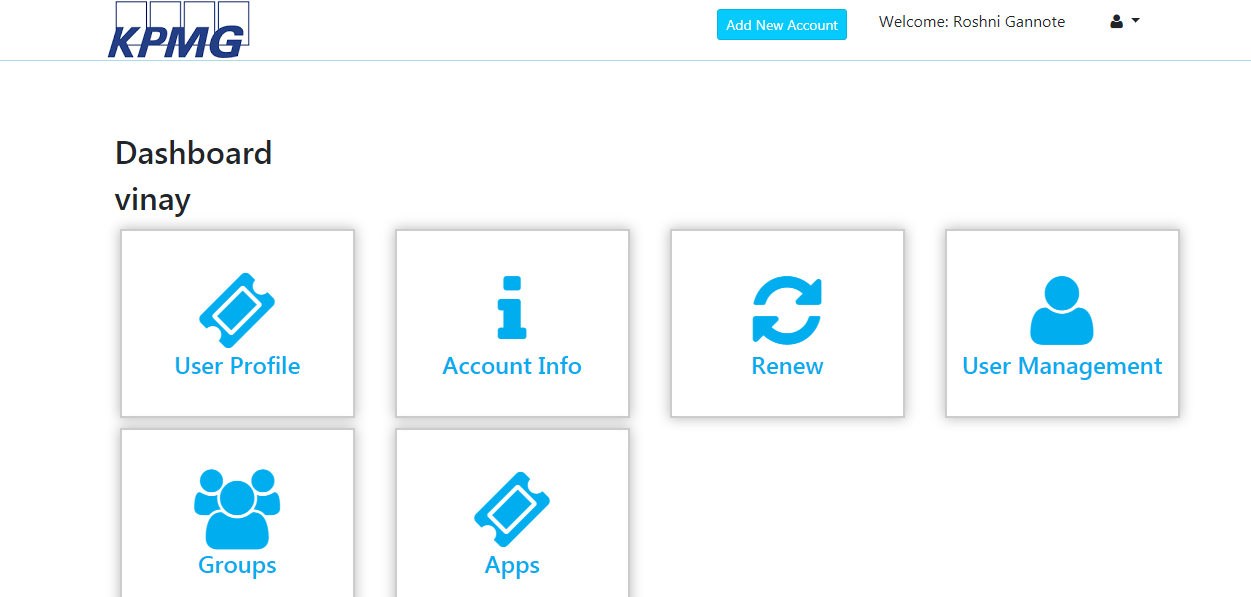 KPMG
Add New Account
Welcome: Roshni Gannote
Dashboard
vinay
User Profile
Account Info
Renew
User Management
Groups
Apps